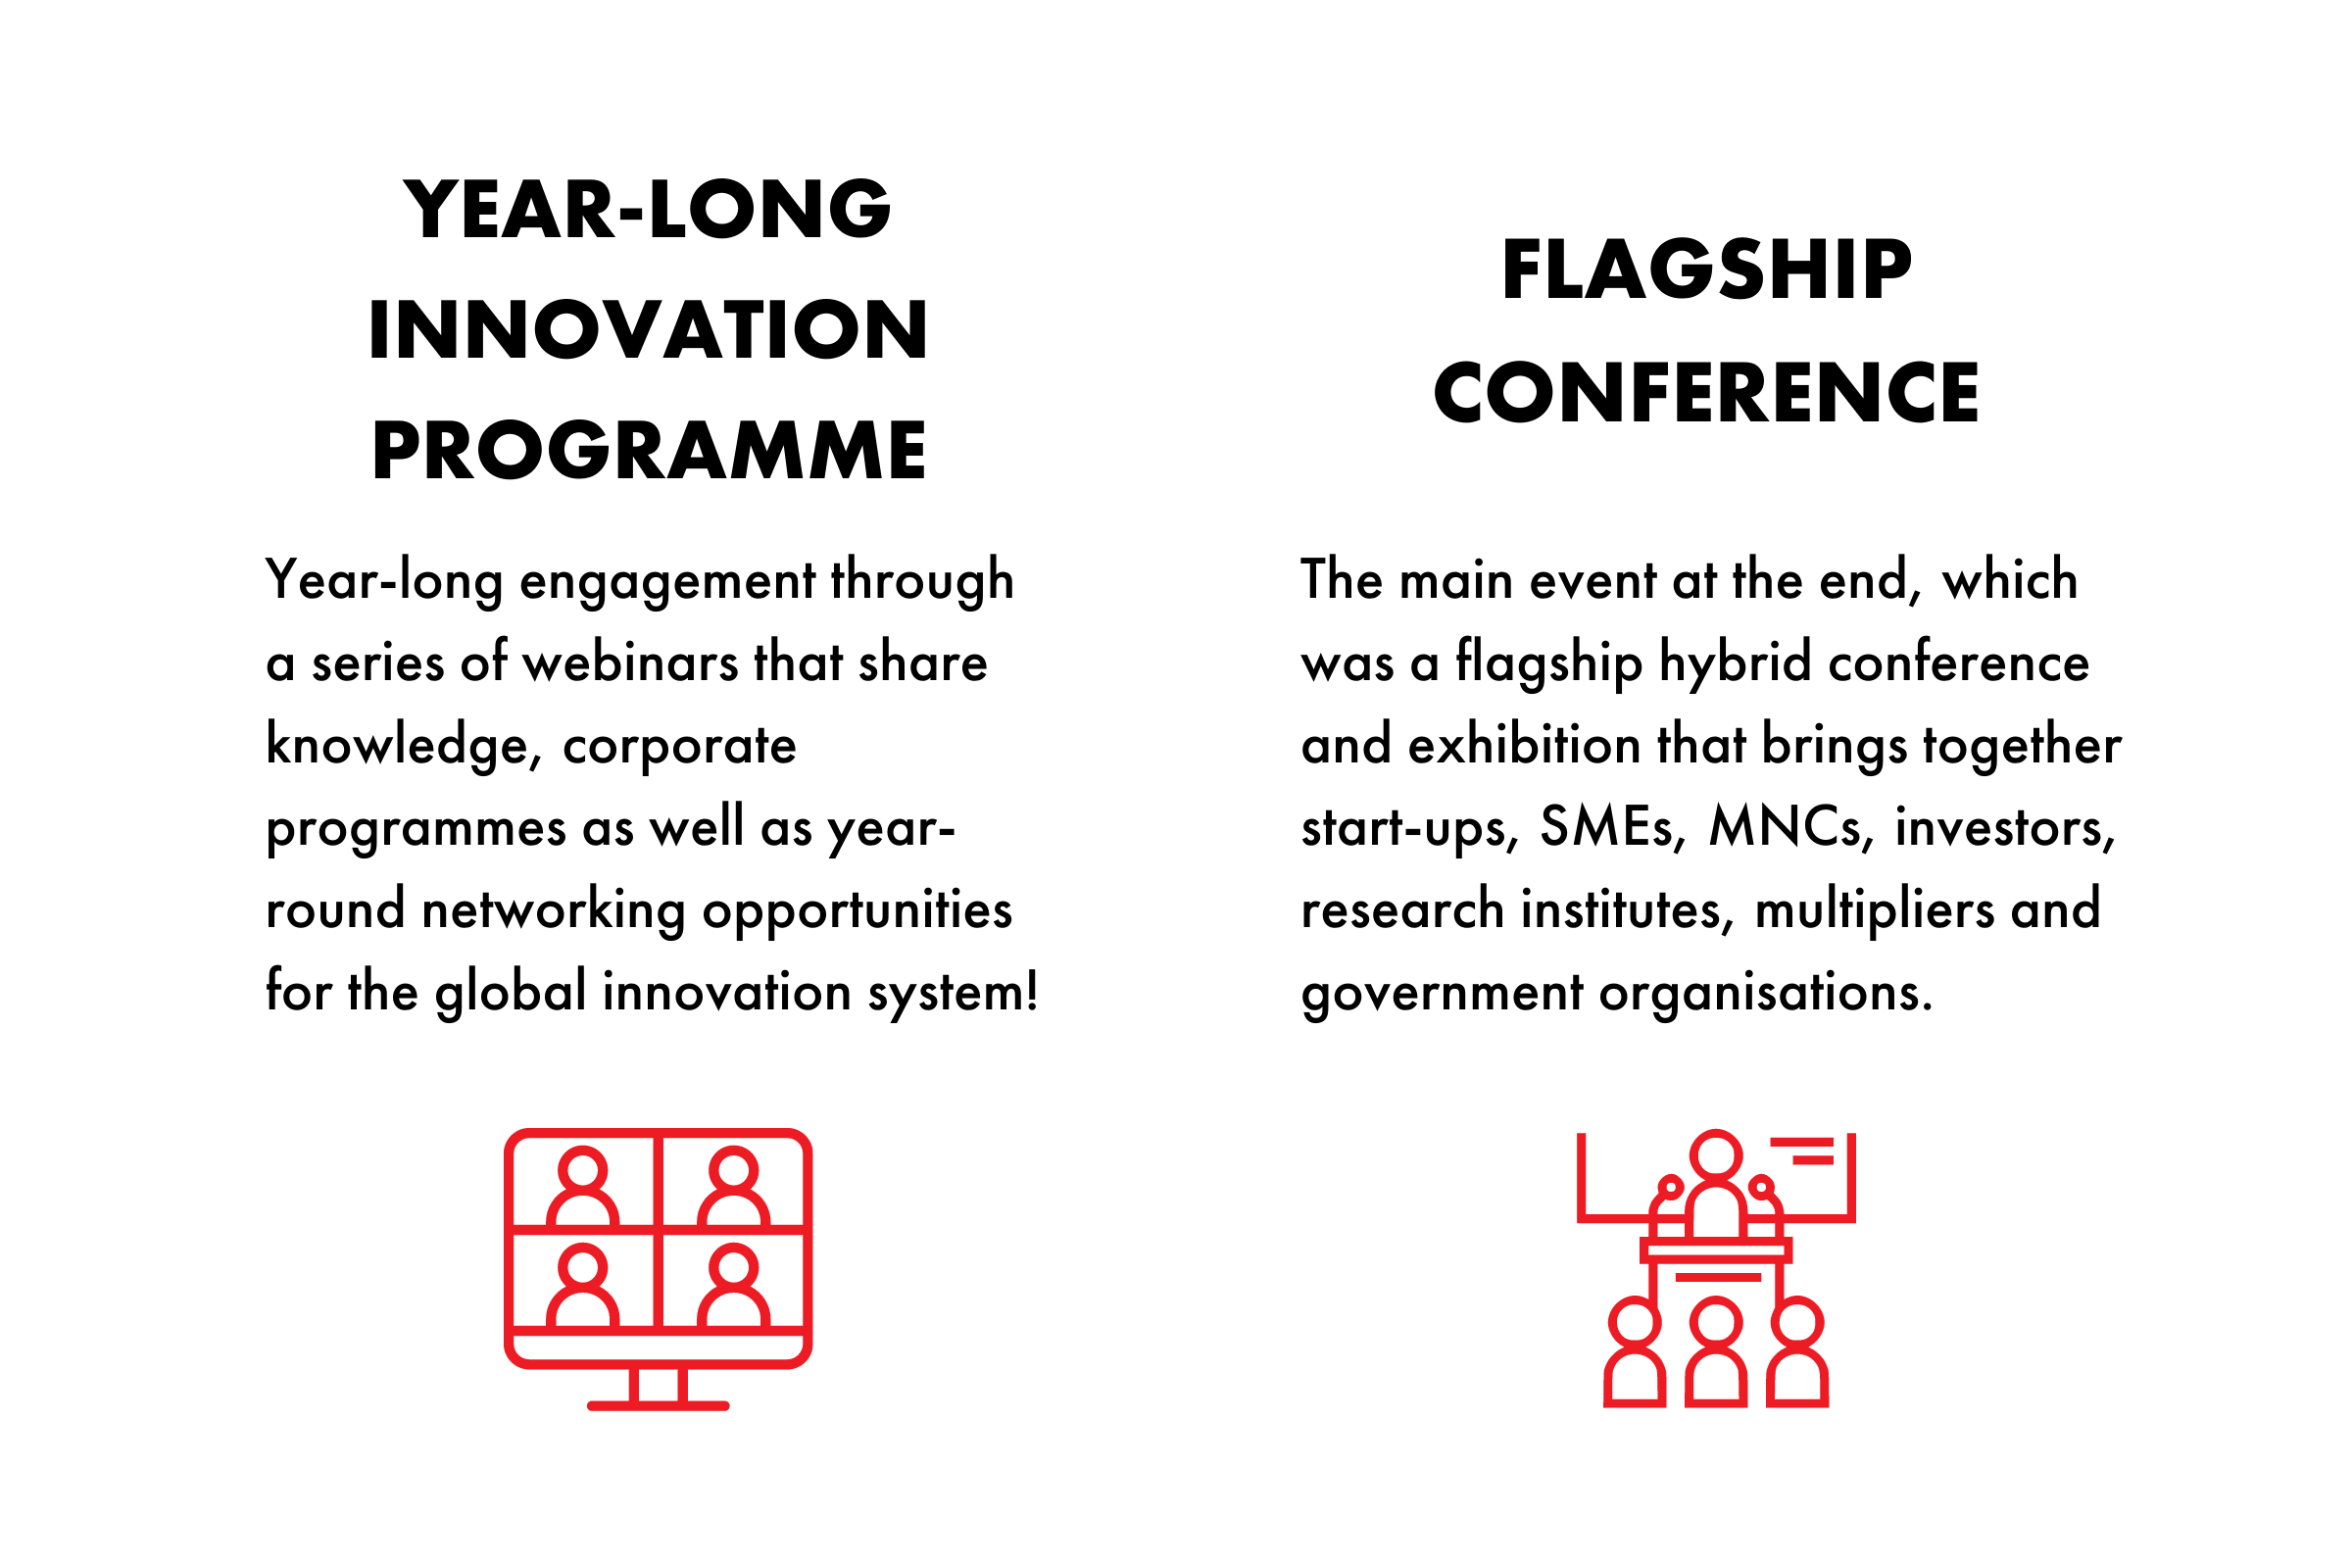 YEAR-LONG
INNOVATION
PROGRAMME
Year-long engagement through
a series of webinars that share
knowledge, corporate
programmes as well as year-
round networking opportunities
for the global innovation system!
FLAGSHIP
CONFERENCE
The main event at the end, which
was a flagship hybrid conference
and exhibition that brings together
start-ups, SMEs, MNCs, investors,
research institutes, multipliers and
government organisations.